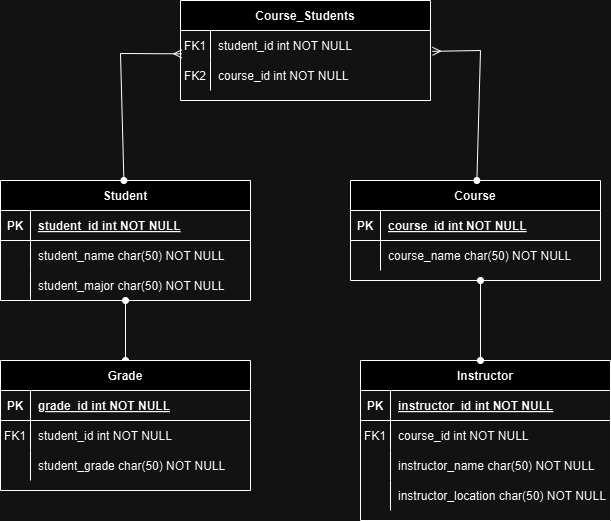 Course_Students
FK1 student_id int NOT NULL
FK2 course_id int NOT NULL
Student
PK student_id int NOT NULL
student_name char(50) NOT NULL
student_major char(50) NOT NULL
Course
PK course_id int NOT NULL
course_name char(50) NOT NULL
Grade
PK grade_id int NOT NULL
FK1 student_id int NOT NULL
student_grade char(50) NOT NULL
Instructor
PK instructor_id int NOT NULL
FK1 course_id int NOT NULL
instructor_name char(50) NOT NULL
instructor_location char(50) NOT NULL